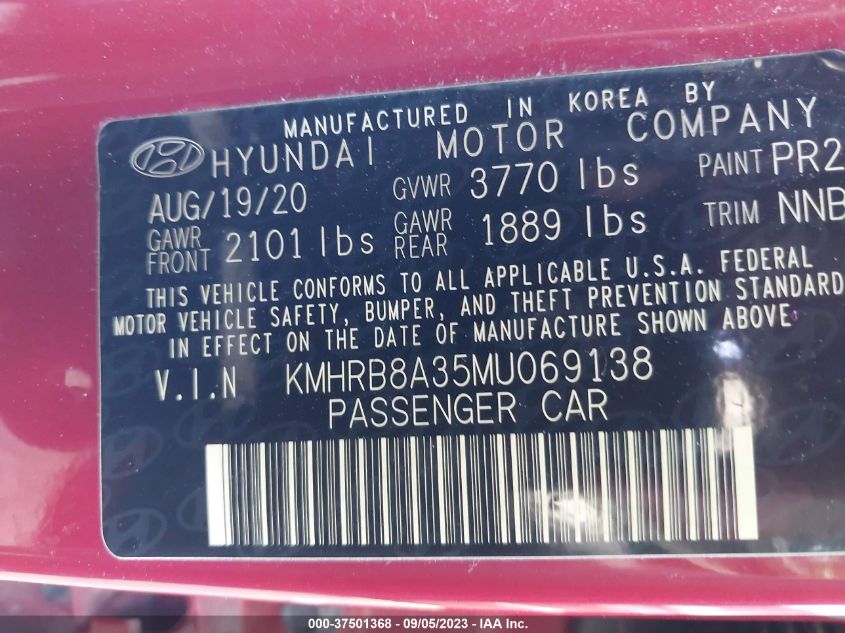 MANUFACTURED IN KOREA BY
HYUNDAI MOTOR COMPANY
AUG/19/20 GVWR 3770 lbs PAINT PR2
GAWR FRONT 2101 lbs GAWR REAR 1889 lbs TRIM NNB
THIS VEHICLE CONFORMS TO ALL APPLICABLE U.S.A. FEDERAL
MOTOR VEHICLE SAFETY, BUMPER, AND THEFT PREVENTION STANDARD
IN EFFECT ON THE DATE OF MANUFACTURE SHOWN ABOVE
V.I.N KMHRB8A35MU069138
PASSENGER CAR
000-37501368 - 09/05/2023 - IAAI.COM